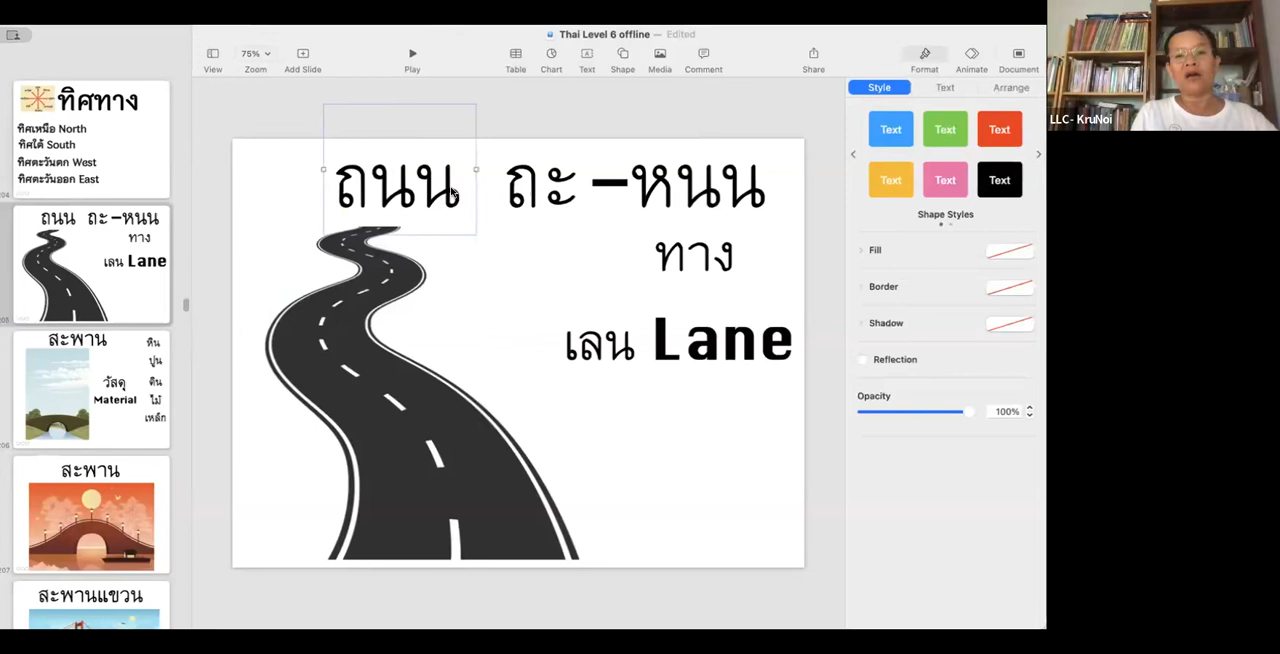 Thai Level 6 offline — Edited
75%
View
Zoom
Add Slide
Play
Table
Chart
Text
Shape
Media
Comment
Share
Format
Animate
Document
ทิศทาง
ทิศเหนือ North
ทิศใต้ South
ทิศตะวันตก West
ทิศตะวันออก East
ถนน ถะ –หนน
ทาง
เลน Lane
สะพาน
หิน
ปูน
วัสดุ
ดิน
Material
ไม้
เหล็ก
206
สะพาน
207
สะพานแขวน
ถนน ถะ –หนน
ทาง
เลน Lane
Style
Text
Arrange
Text Text Text
Text Text Text
Shape Styles
Fill
Border
Shadow
Reflection
Opacity
100%
LLC- KruNoi